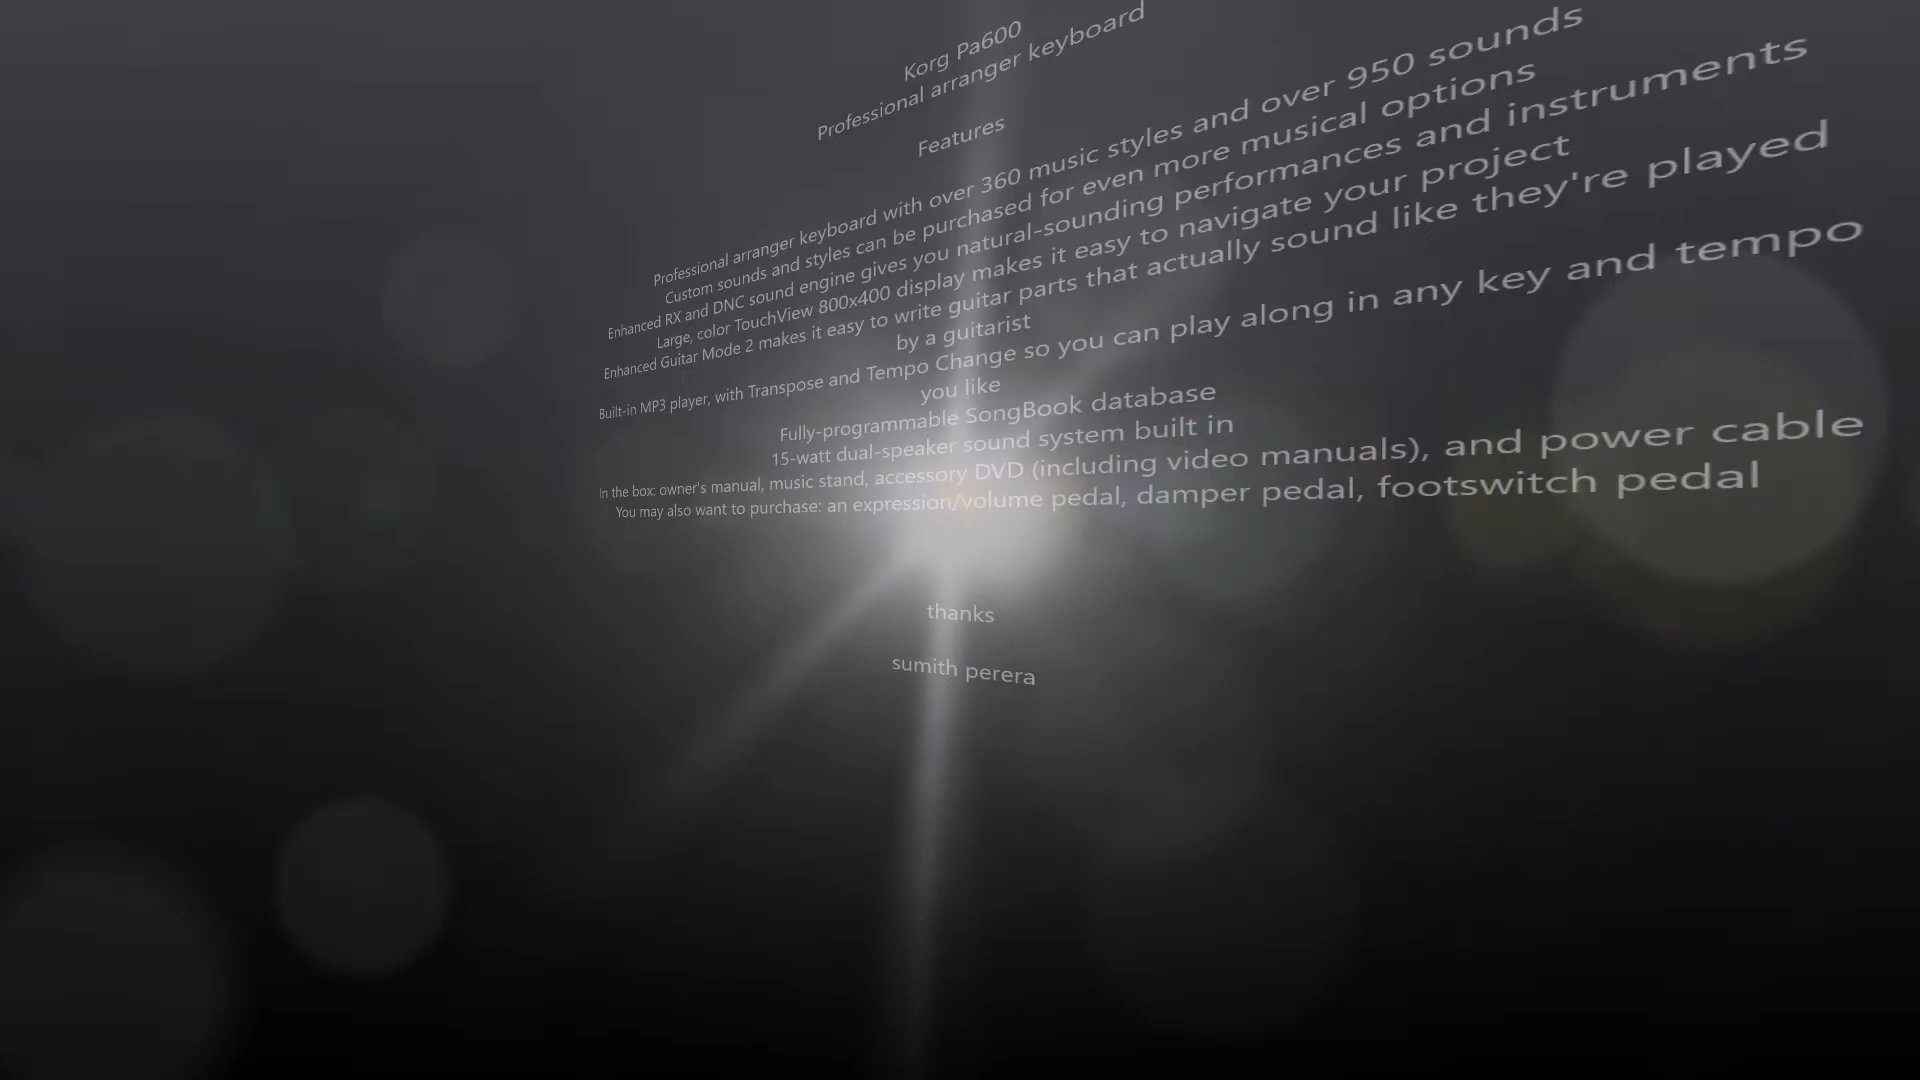 Korg Pa600
Professional arranger keyboard
Features
Professional arranger keyboard with over 360 music styles and over 950 sounds
Custom sounds and styles can be purchased for even more musical options
Enhanced RX and DNC sound engine gives you natural-sounding performances and instruments
Large, color TouchView 800x400 display makes it easy to navigate your project
Enhanced Guitar Mode 2 makes it easy to write guitar parts that actually sound like they're played
by a guitarist
Built-in MP3 player, with Transpose and Tempo Change so you can play along in any key and tempo
you like
Fully-programmable SongBook database
15-watt dual-speaker sound system built in
In the box: owner's manual, music stand, accessory DVD (including video manuals), and power cable
You may also want to purchase: an expression/volume pedal, damper pedal, footswitch pedal
thanks
sumith perera